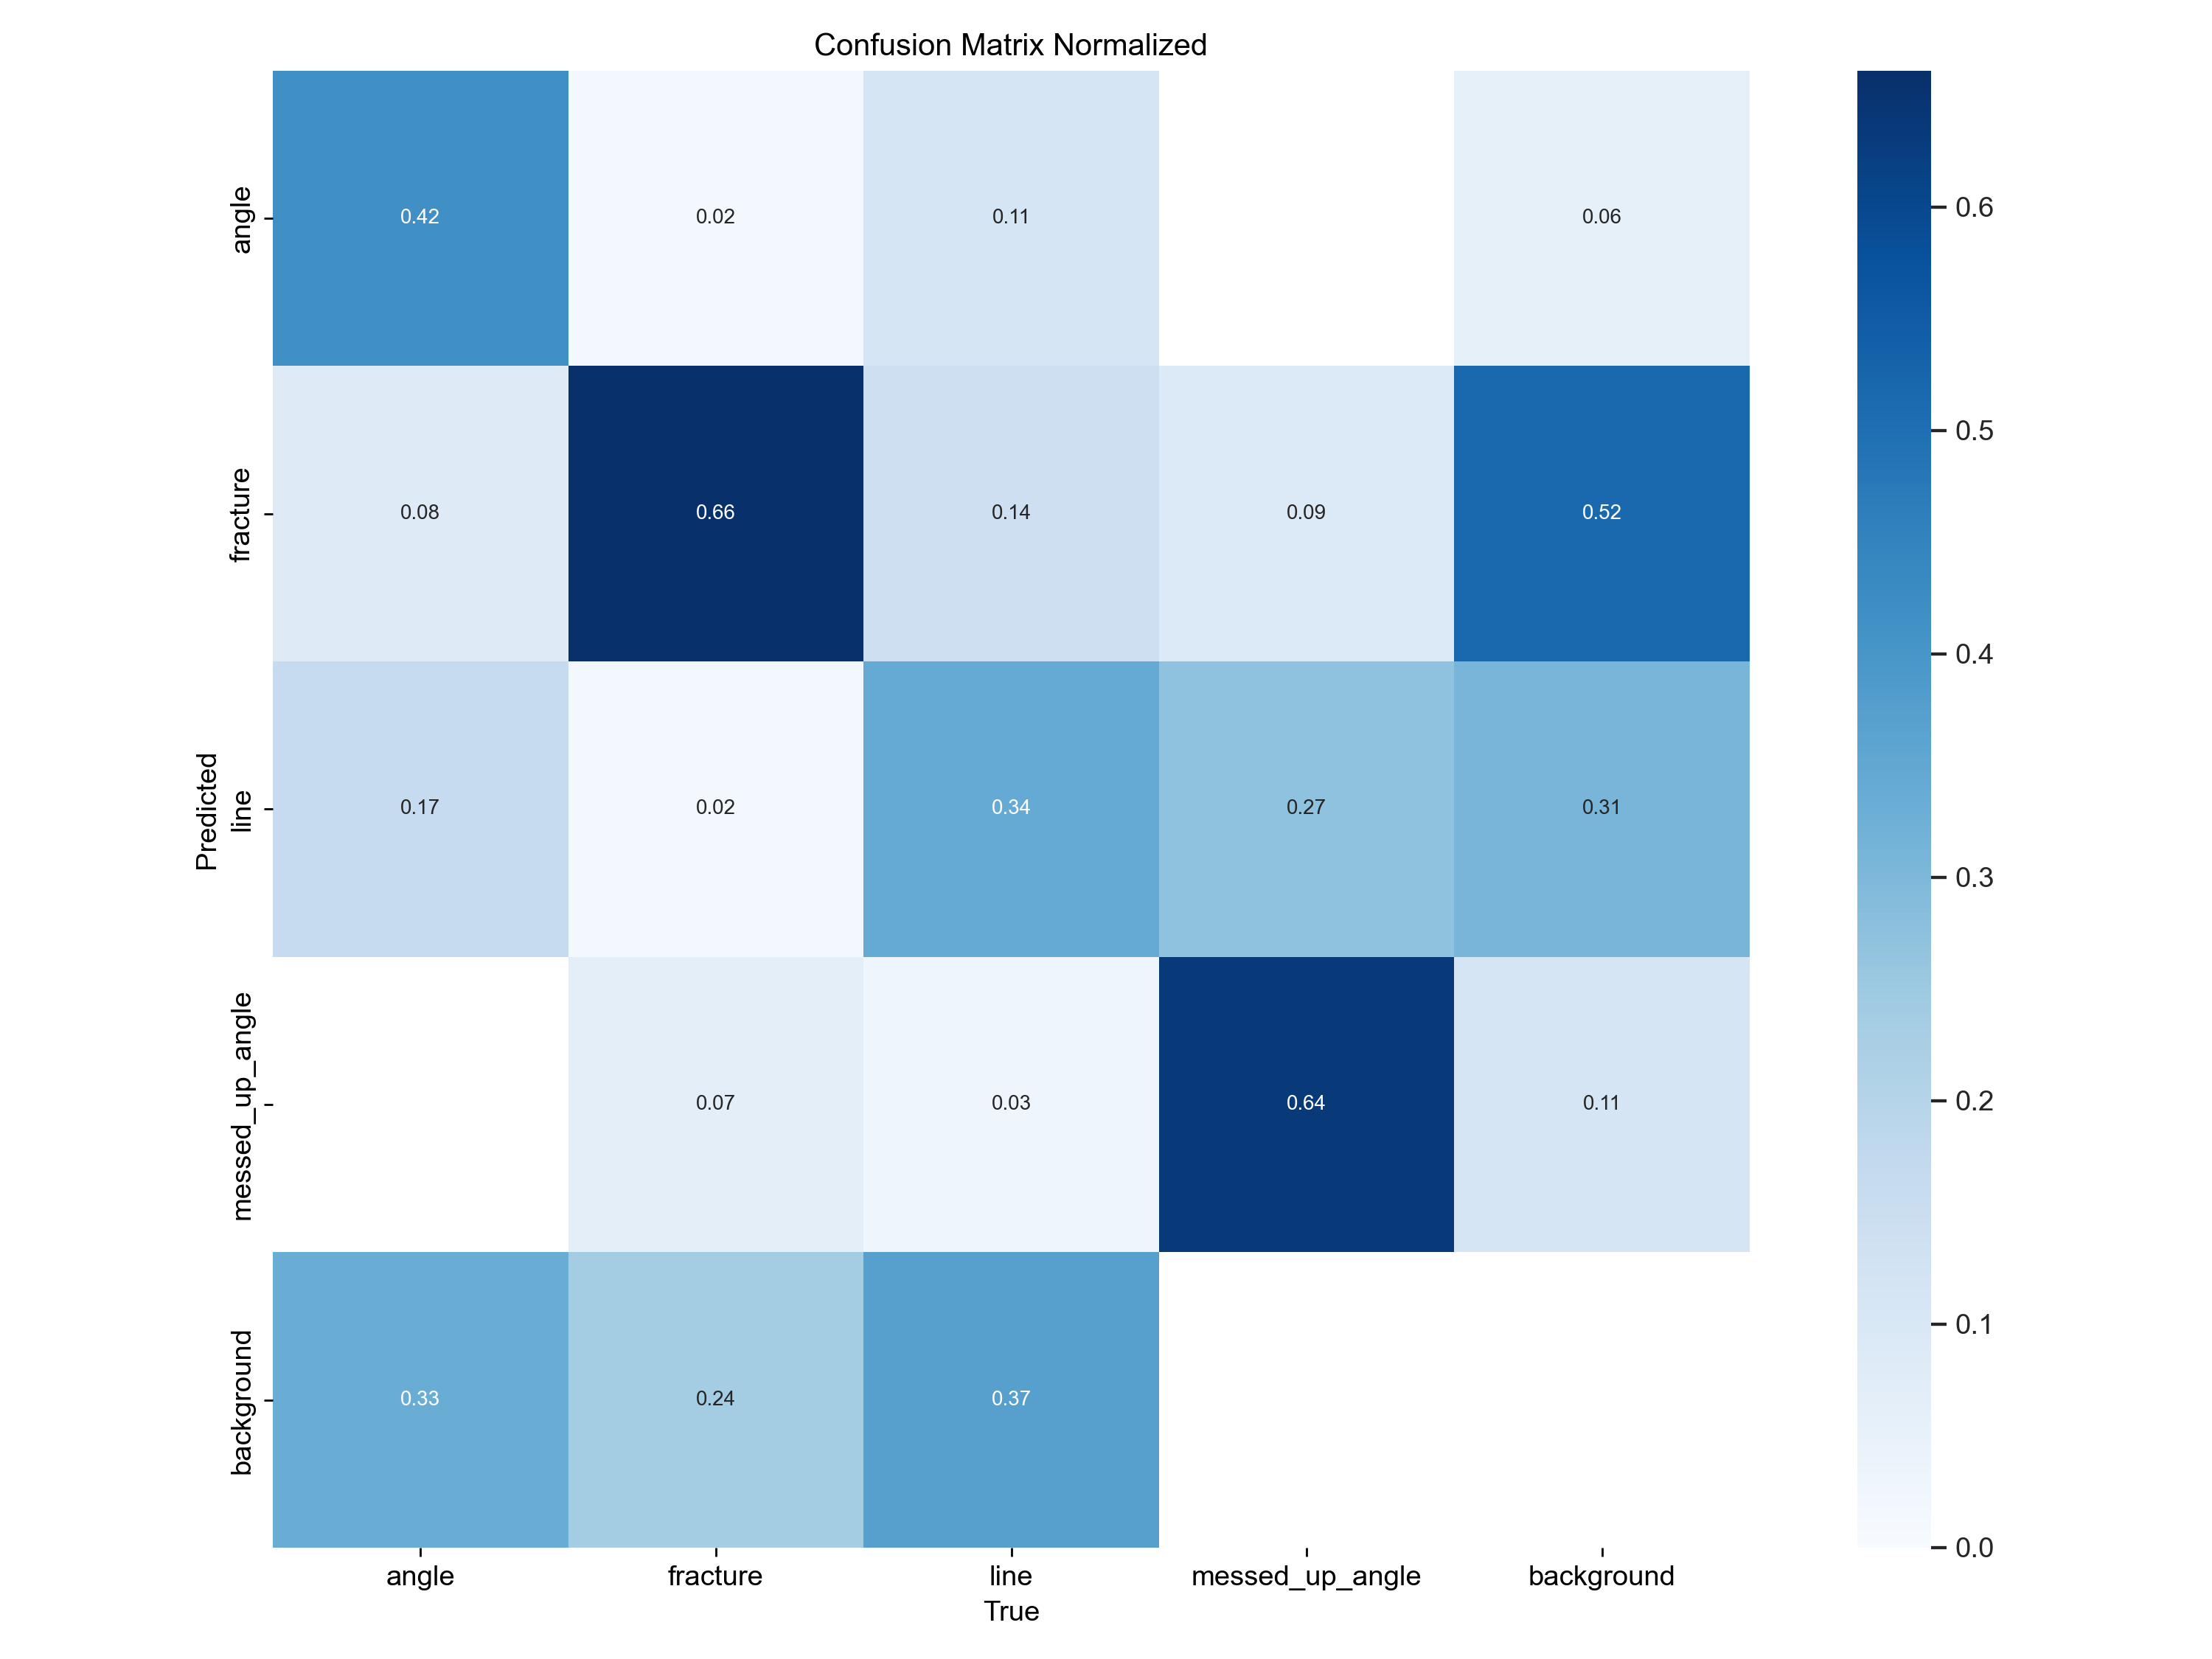 Confusion Matrix Normalized
angle
0.42
0.02
0.11
0.06
fracture
0.08
0.66
0.14
0.09
0.52
Predicted
line
0.17
0.02
0.34
0.27
0.31
messed_up_angle
0.07
0.03
0.64
0.11
background
0.33
0.24
0.37
angle
fracture
line
messed_up_angle
background
True
0.6
0.5
0.4
0.3
0.2
0.1
0.0